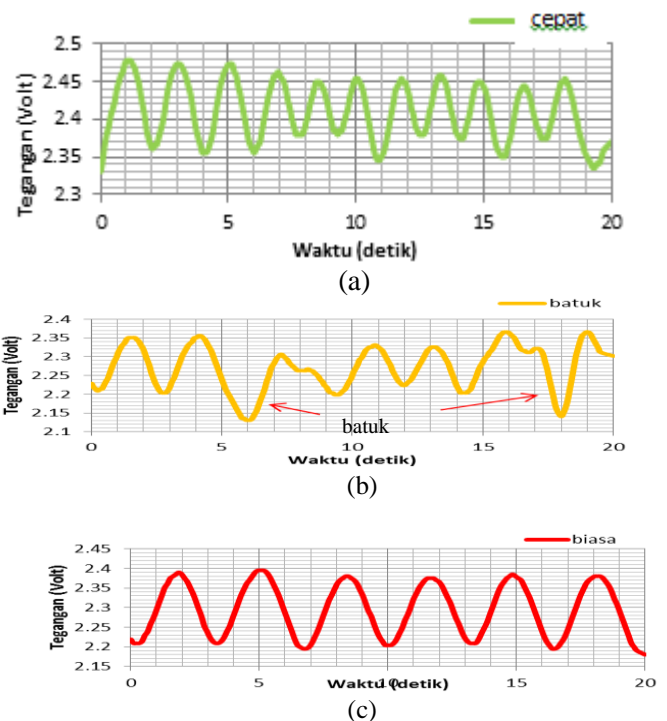 cepat
Tegangan (Volt)
2.5
2.45
2.4
2.35
2.3
0 5 10 15 20
Waktu (detik)
(a)
batuk
Tegangan (Volt)
2.4
2.35
2.3
2.25
2.2
2.15
2.1
batuk
0 5 10 15 20
Waktu (detik)
(b)
biasa
Tegangan (Volt)
2.45
2.4
2.35
2.3
2.25
2.2
2.15
0 5 10 15 20
Waktu (detik)
(c)